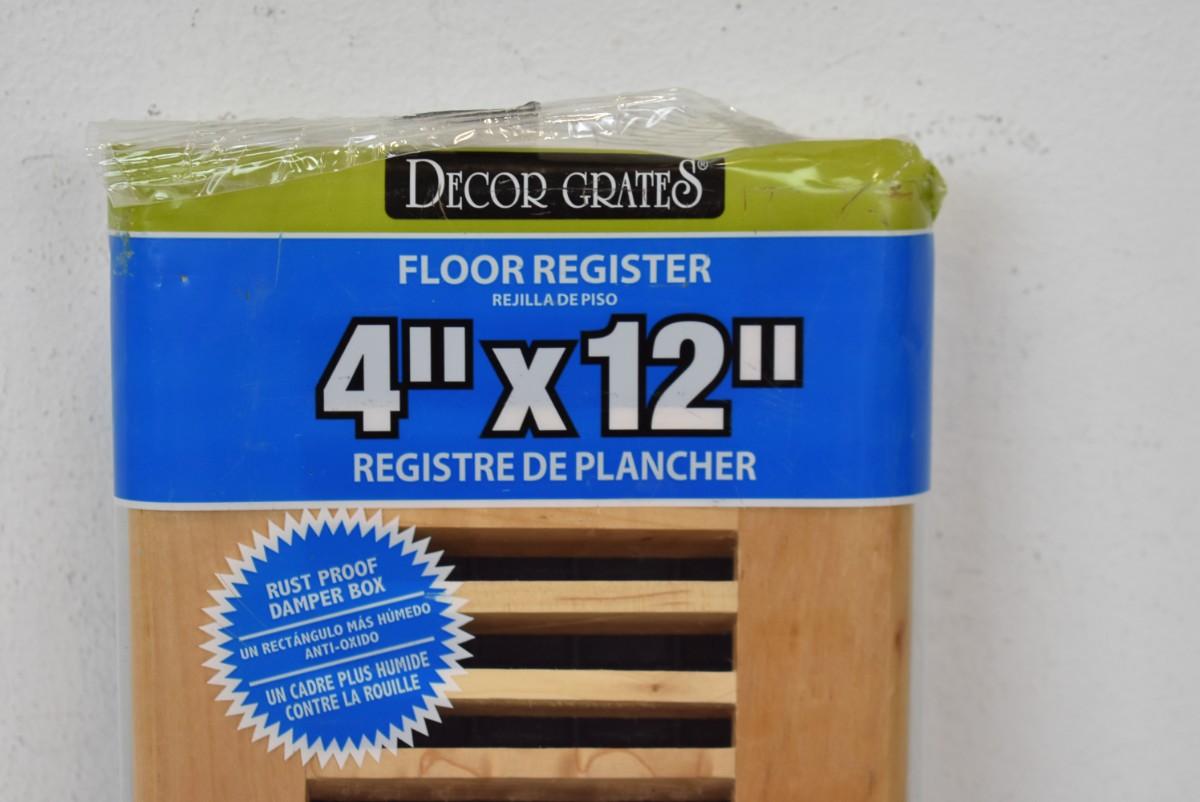 DECOR GRATES®
FLOOR REGISTER
REJILLA DE PISO
4" x 12"
REGISTRE DE PLANCHER
RUST PROOF
DAMPER BOX
UN RECTÁNGULO MÁS HÚMEDO
ANTI-OXIDO
UN CADRE PLUS HUMIDE
CONTRE LA ROUILLE